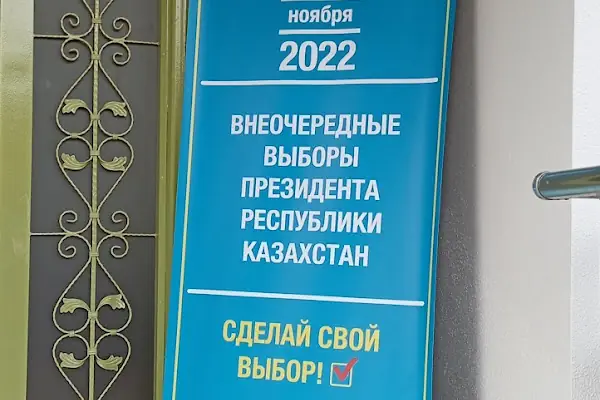 ноября
2022
ВНЕОЧЕРЕДНЫЕ
ВЫБОРЫ
ПРЕЗИДЕНТА
РЕСПУБЛИКИ
КАЗАХСТАН
СДЕЛАЙ СВОЙ
ВЫБОР!